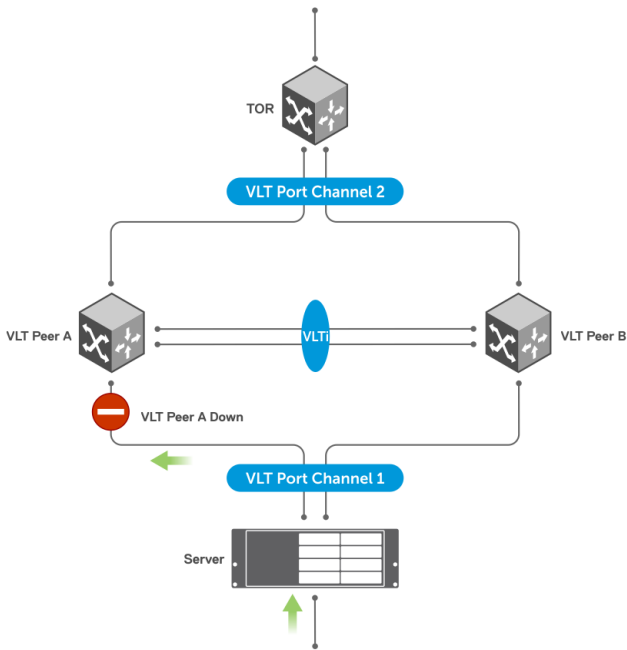 TOR
VLT Port Channel 2
VLT Peer A
VLTi
VLT Peer B
VLT Peer A Down
VLT Port Channel 1
Server